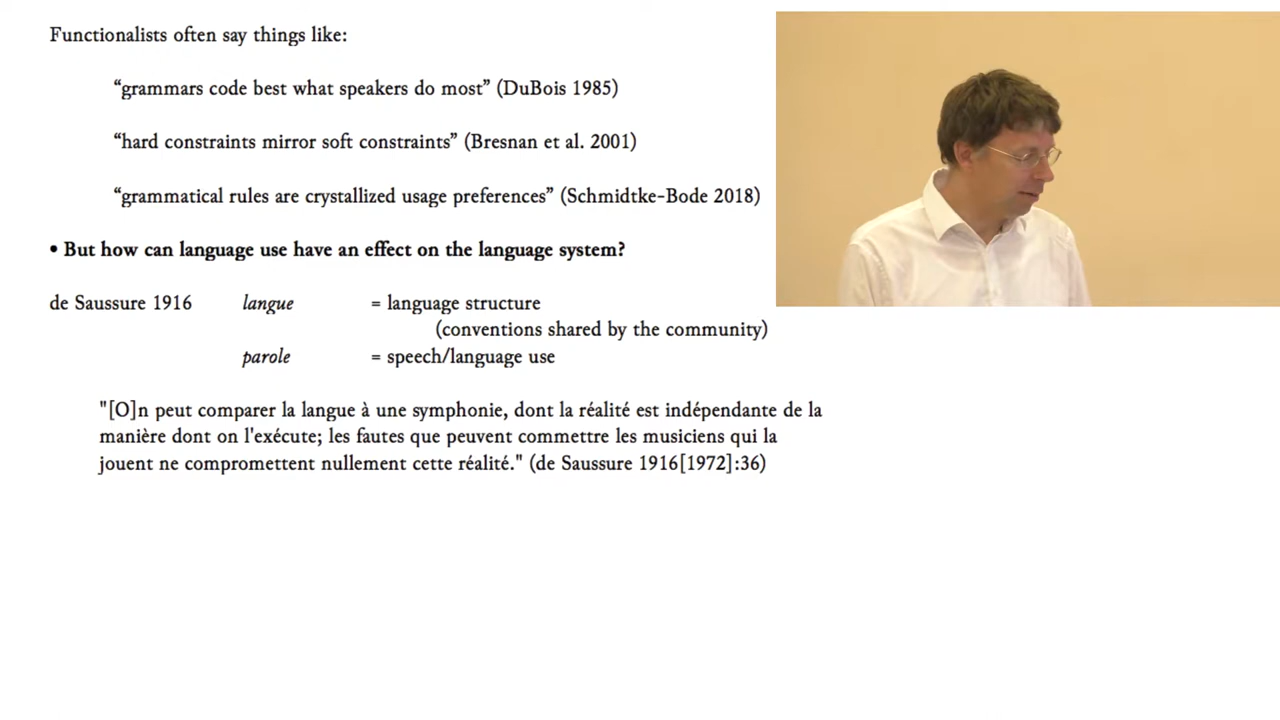 Functionalists often say things like:
“grammars code best what speakers do most” (DuBois 1985)
“hard constraints mirror soft constraints” (Bresnan et al. 2001)
“grammatical rules are crystallized usage preferences” (Schmidtke-Bode 2018)
• But how can language use have an effect on the language system?
de Saussure 1916 langue = language structure
(conventions shared by the community)
parole = speech/language use
"[O]n peut comparer la langue à une symphonie, dont la réalité est indépendante de la
manière dont on l'exécute; les fautes que peuvent commettre les musiciens qui la
jouent ne compromettent nullement cette réalité." (de Saussure 1916[1972]:36)